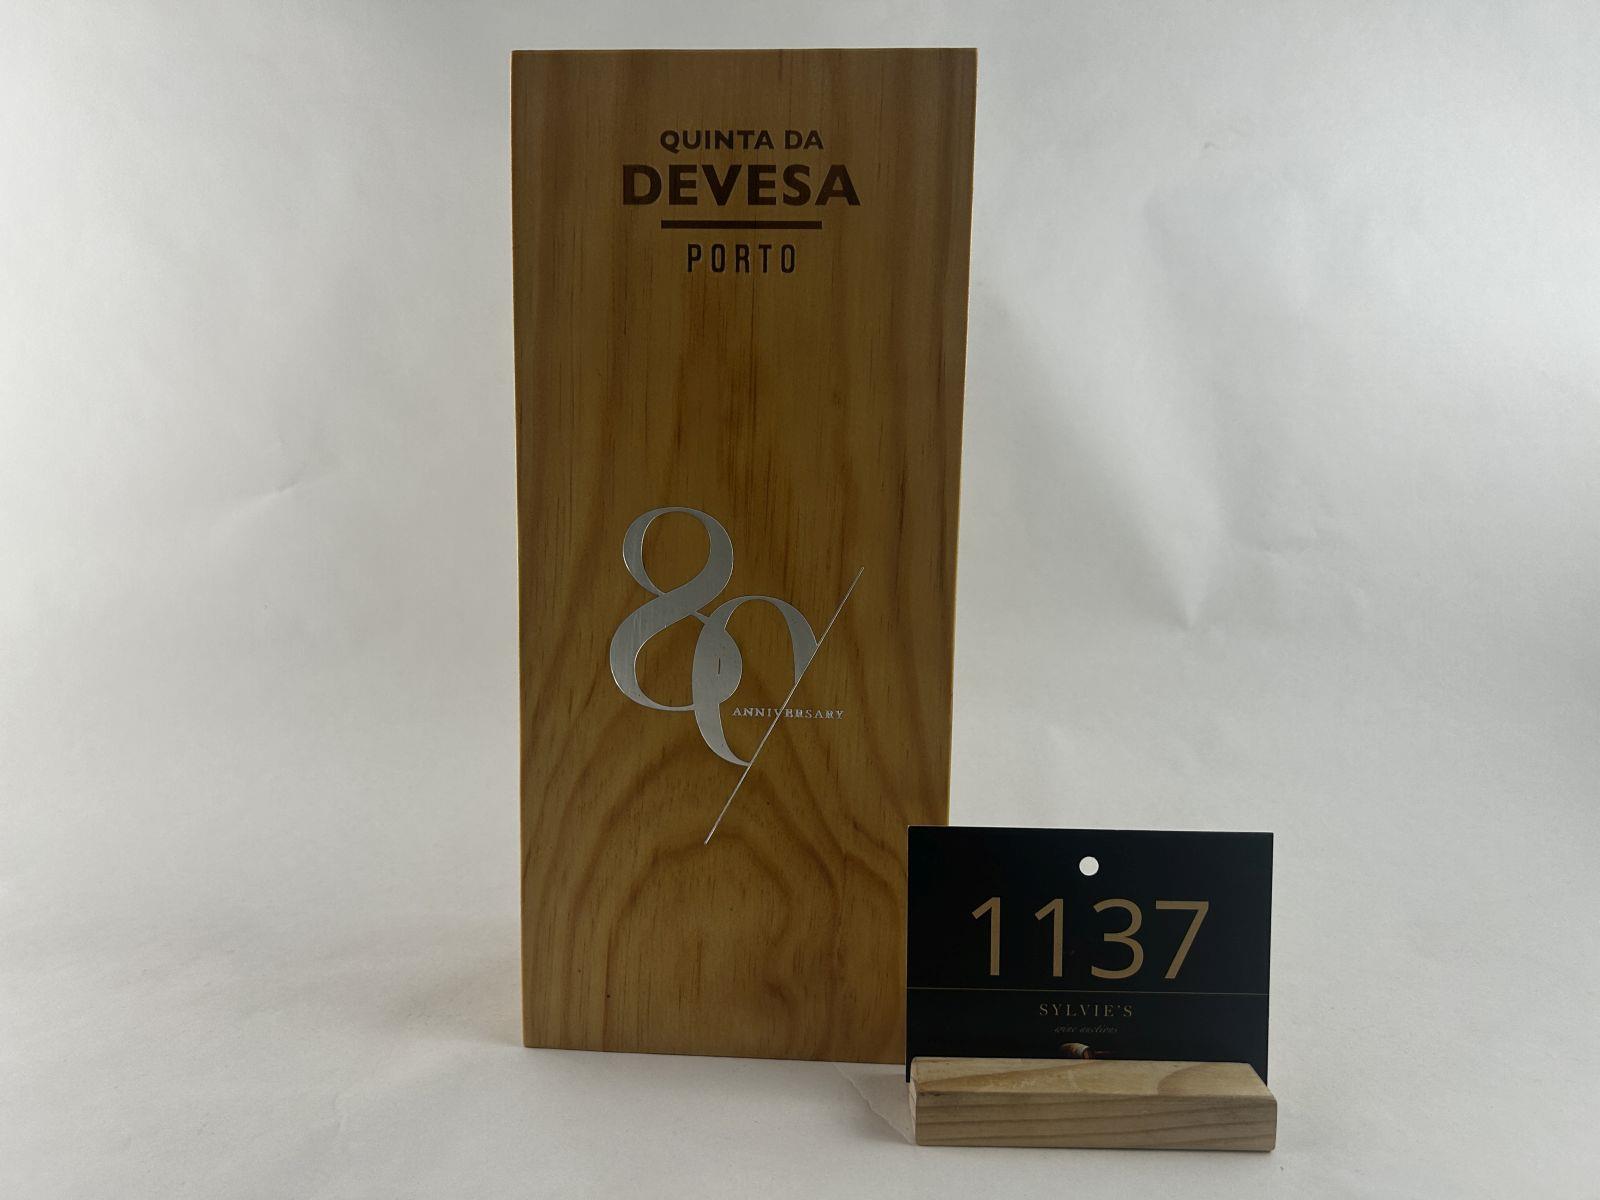 QUINTA DA
DEVESA
PORTO
80
ANNIVERSARY
1137
SYLVIE'S
wine auctions